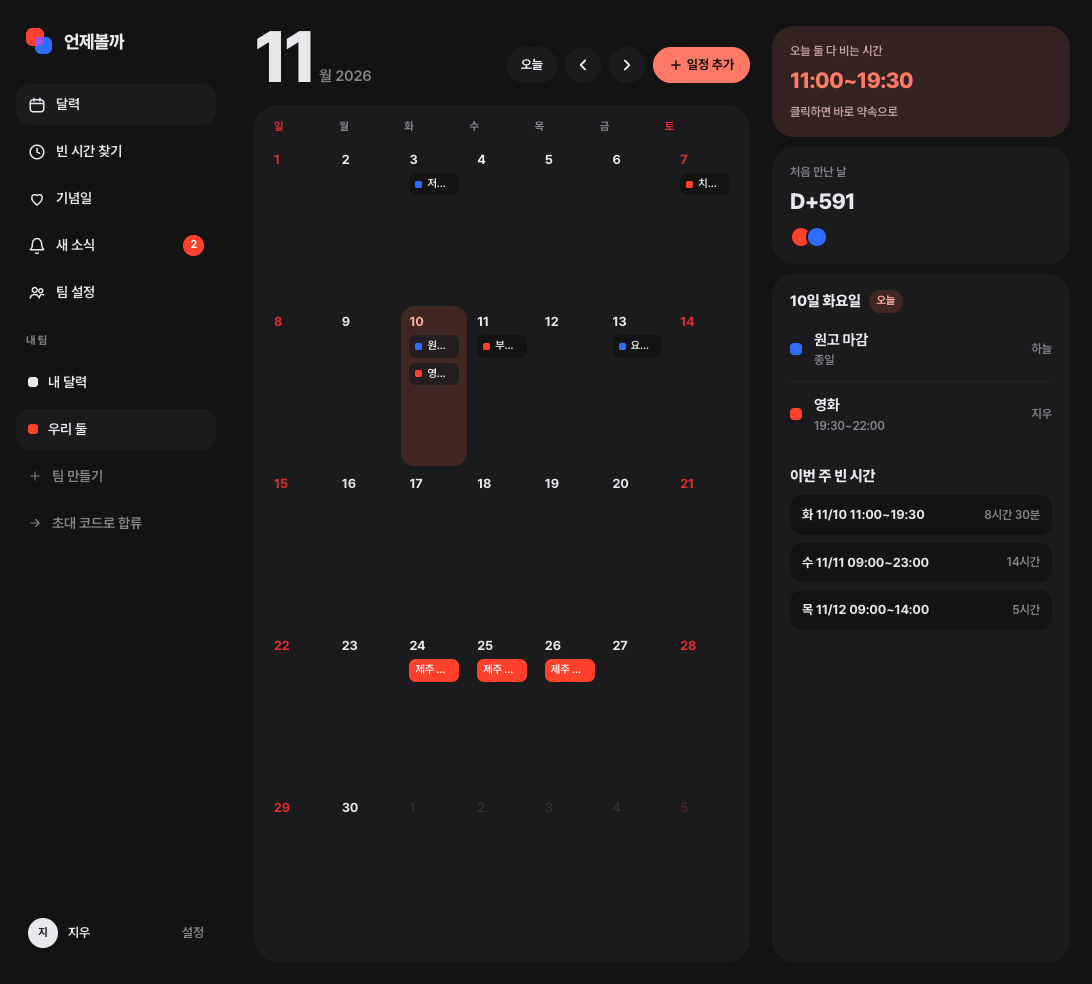 언제볼까
달력
빈 시간 찾기
기념일
새 소식 2
팀 설정
내 팀
내 달력
우리 둘
팀 만들기
초대 코드로 합류
지 지우 설정
11 월 2026
오늘
+ 일정 추가
일 월 화 수 목 금 토
1 2 3 4 5 6 7
저... 치...
8 9 10 11 12 13 14
원... 부... 요...
영...
15 16 17 18 19 20 21
22 23 24 25 26 27 28
제주 ... 제주 ... 제주 ...
29 30 1 2 3 4 5
오늘 둘 다 비는 시간
11:00~19:30
클릭하면 바로 약속으로
처음 만난 날
D+591
10일 화요일 오늘
원고 마감 하늘
종일
영화 지우
19:30~22:00
이번 주 빈 시간
화 11/10 11:00~19:30 8시간 30분
수 11/11 09:00~23:00 14시간
목 11/12 09:00~14:00 5시간